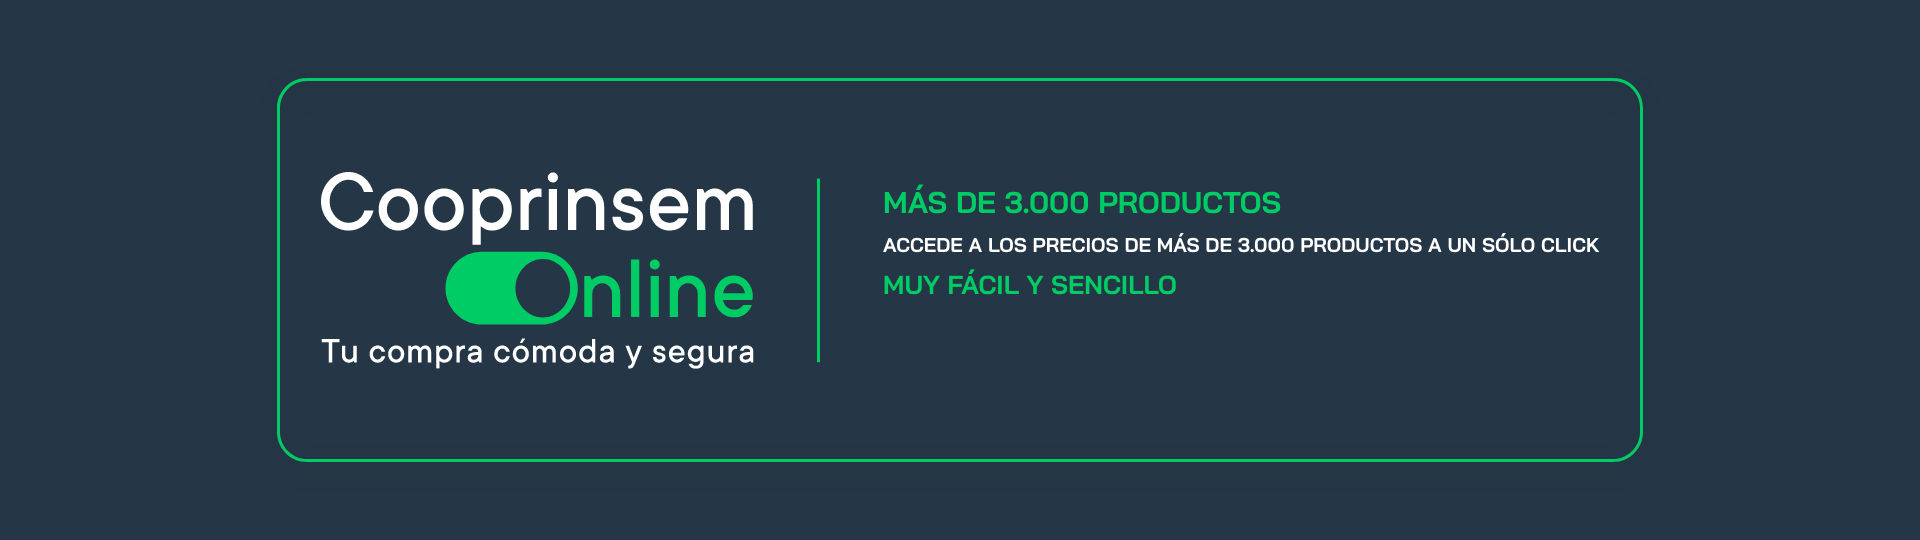 Cooprinsem
Online
Tu compra cómoda y segura
MÁS DE 3.000 PRODUCTOS
ACCEDE A LOS PRECIOS DE MÁS DE 3.000 PRODUCTOS A UN SÓLO CLICK
MUY FÁCIL Y SENCILLO